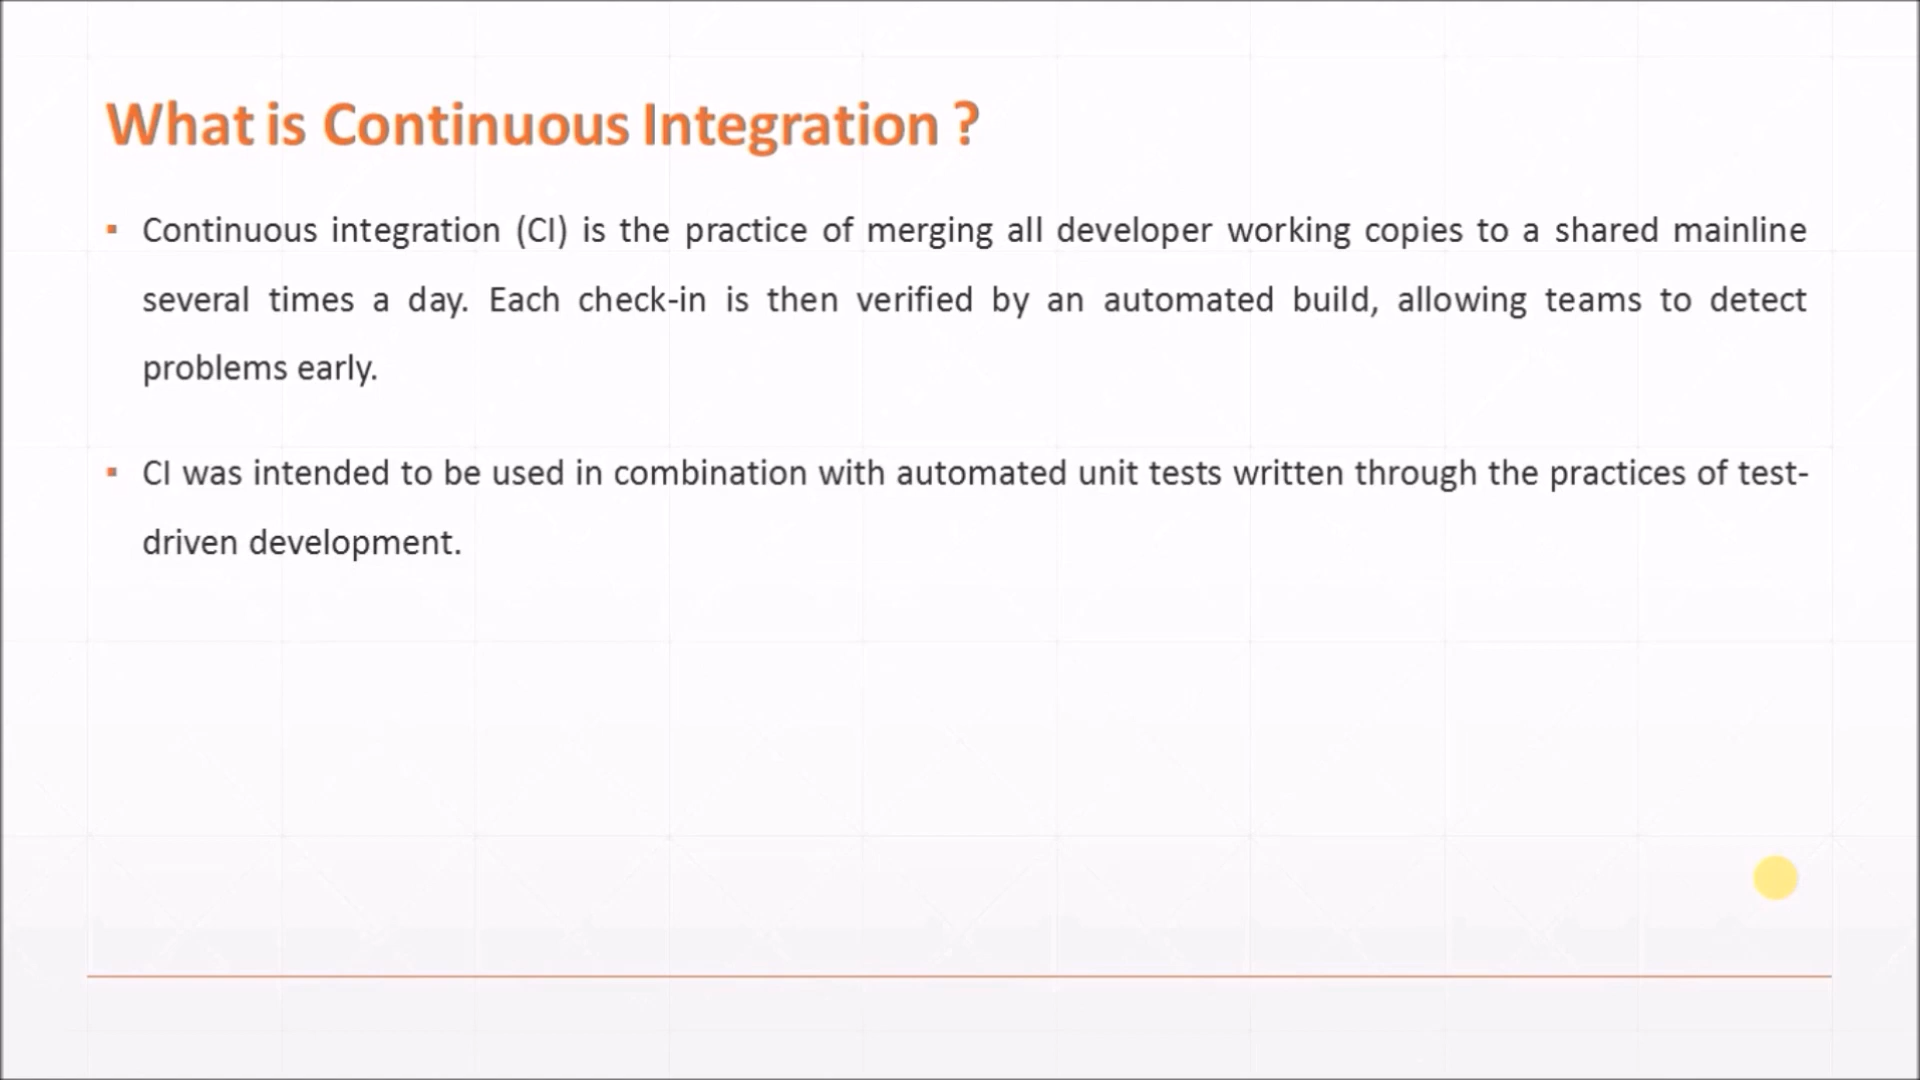 What is Continuous Integration ?
Continuous integration (CI) is the practice of merging all developer working copies to a shared mainline
several times a day. Each check-in is then verified by an automated build, allowing teams to detect
problems early.
CI was intended to be used in combination with automated unit tests written through the practices of test-
driven development.